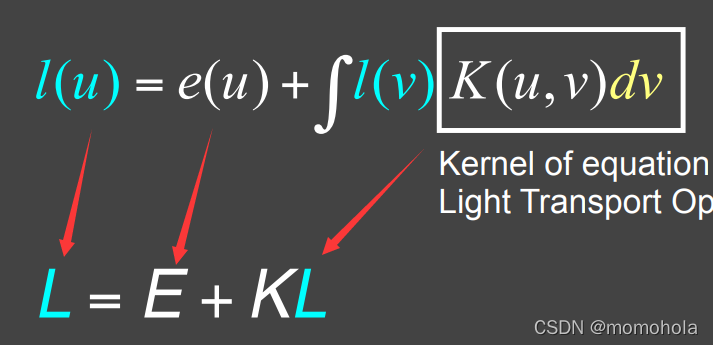 l(u) = e(u) + ∫l(v) K(u,v)dv
Kernel of equation
Light Transport Op
L = E + KL
CSDN @momohola